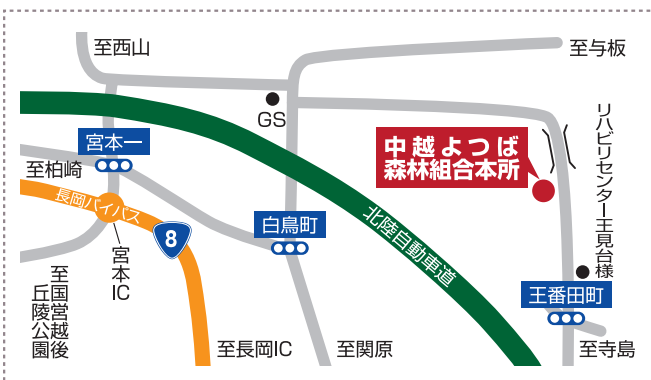 至西山
至与板
GS
宮本一
中越よつば
森林組合本所
リハビリセンター王見台様
至柏崎
長岡バイパス
8
白鳥町
北陸自動車道
宮本IC
王番田町
至国営越後
丘陵公園
至長岡IC
至関原
至寺島